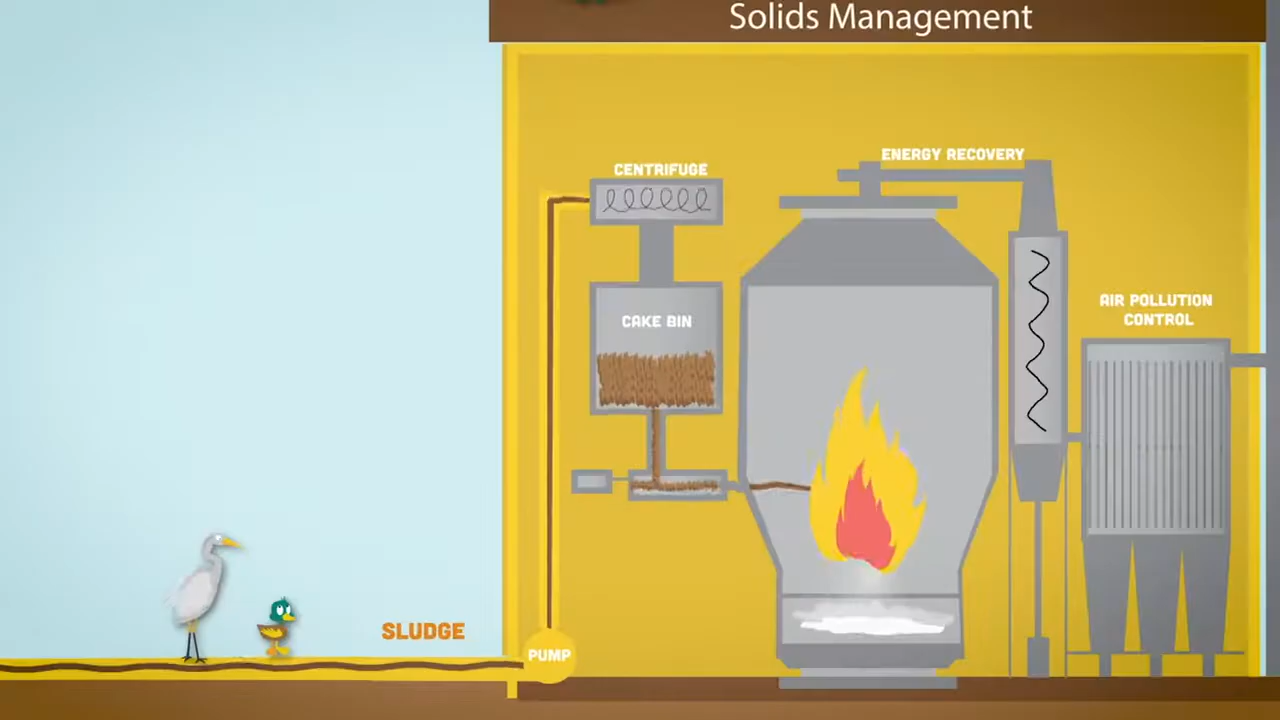 Solids Management
ENERGY RECOVERY
CENTRIFUGE
AIR POLLUTION
CONTROL
CAKE BIN
SLUDGE
PUMP